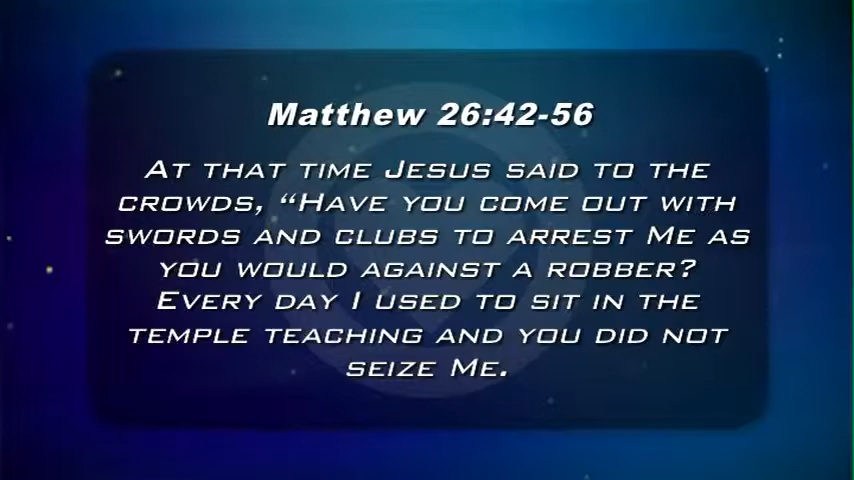 Matthew 26:42-56
At that time Jesus said to the
crowds, “Have you come out with
swords and clubs to arrest Me as
you would against a robber?
Every day I used to sit in the
temple teaching and you did not
seize Me.